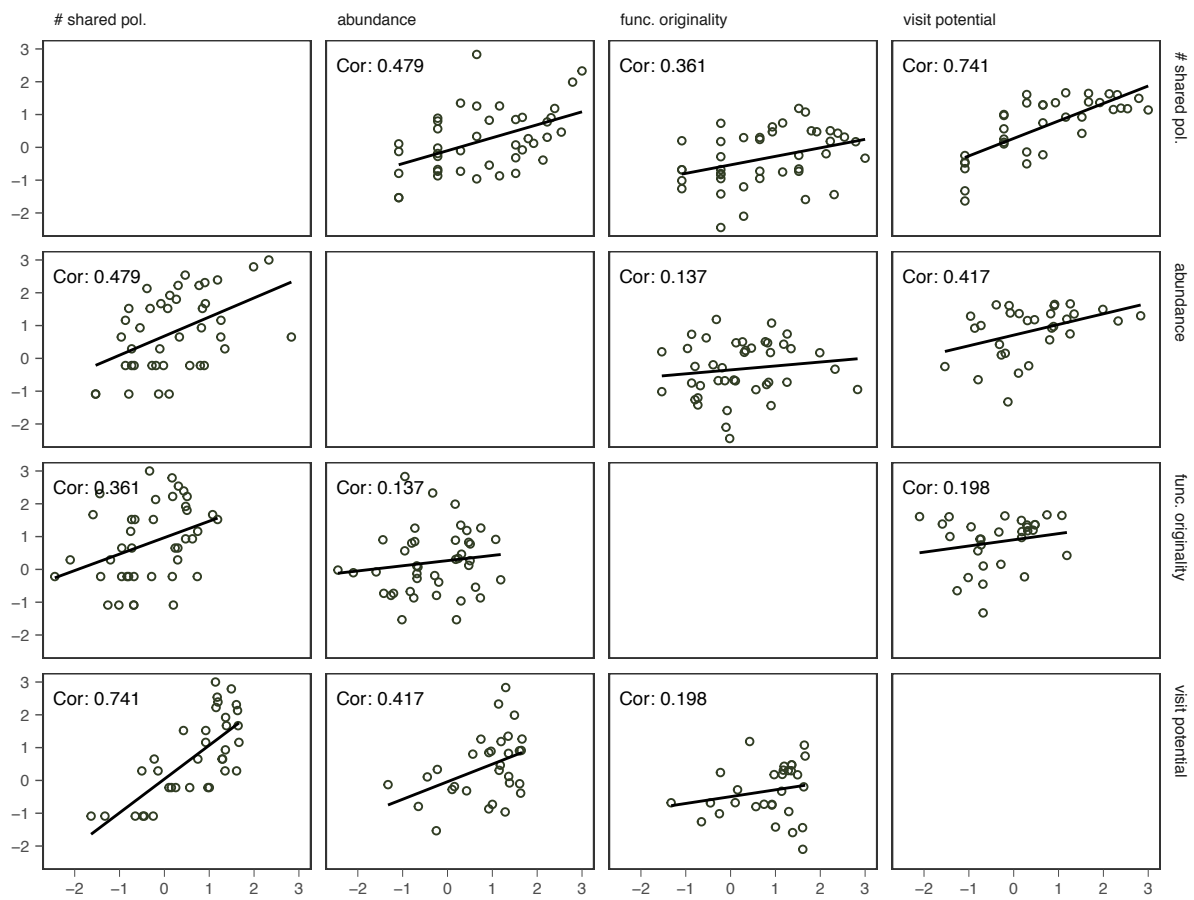 # shared pol. abundance func. originality visit potential
3
2
1
0
−1
−2
Cor: 0.479 Cor: 0.361 Cor: 0.741
# shared pol.
3
2
1
0
−1
−2
Cor: 0.479 Cor: 0.137 Cor: 0.417
abundance
3
2
1
0
−1
−2
Cor: 0.361 Cor: 0.137 Cor: 0.198
func. originality
3
2
1
0
−1
−2
Cor: 0.741 Cor: 0.417 Cor: 0.198
visit potential
−2 −1 0 1 2 3 −2 −1 0 1 2 3 −2 −1 0 1 2 3 −2 −1 0 1 2 3